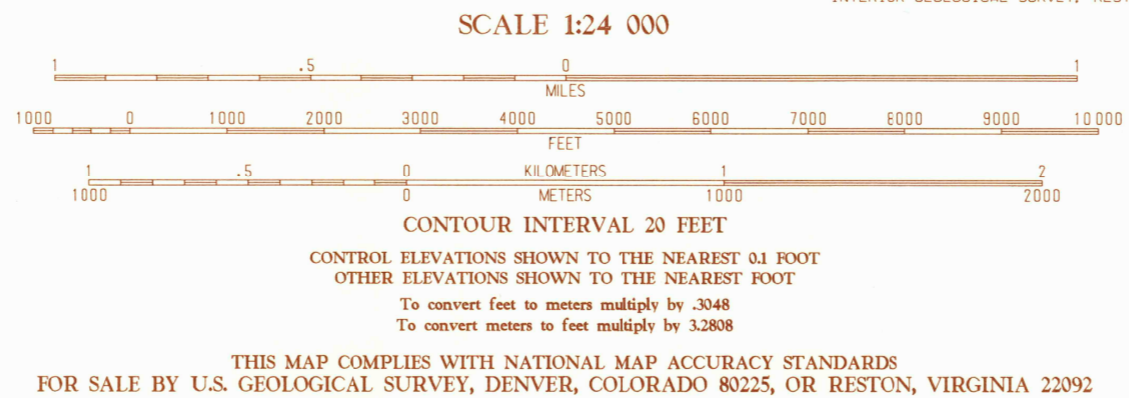 INTERIOR GEOLOGICAL SURVEY,
SCALE 1:24 000
1 .5 0 1
MILES
1000 0 1000 2000 3000 4000 5000 6000 7000 8000 9000 10 000
FEET
1 .5 0 KILOMETERS 1 2
1000 0 METERS 1000 2000
CONTOUR INTERVAL 20 FEET
CONTROL ELEVATIONS SHOWN TO THE NEAREST 0.1 FOOT
OTHER ELEVATIONS SHOWN TO THE NEAREST FOOT
To convert feet to meters multiply by .3048
To convert meters to feet multiply by 3.2808
THIS MAP COMPLIES WITH NATIONAL MAP ACCURACY STANDARDS
FOR SALE BY U.S. GEOLOGICAL SURVEY, DENVER, COLORADO 80225, OR RESTON, VIRGINIA 22092